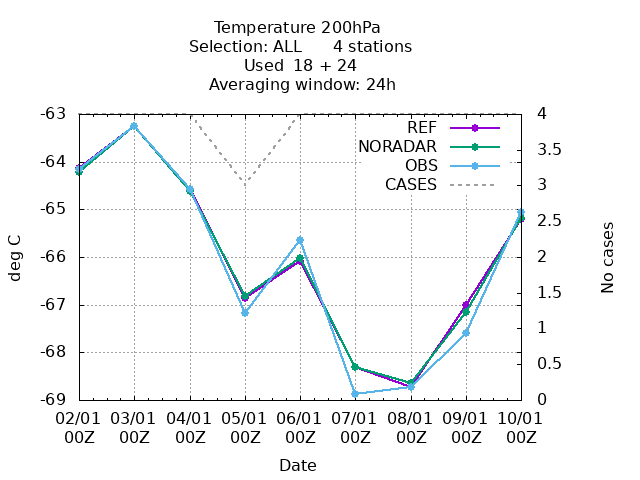 Temperature 200hPa
Selection: ALL 4 stations
Used 18 + 24
Averaging window: 24h
-63
-64
-65
-66
-67
-68
-69
deg C
REF
NORADAR
OBS
CASES
4
3.5
3
2.5
2
1.5
1
0.5
0
No cases
02/01 03/01 04/01 05/01 06/01 07/01 08/01 09/01 10/01
00Z 00Z 00Z 00Z 00Z 00Z 00Z 00Z 00Z
Date